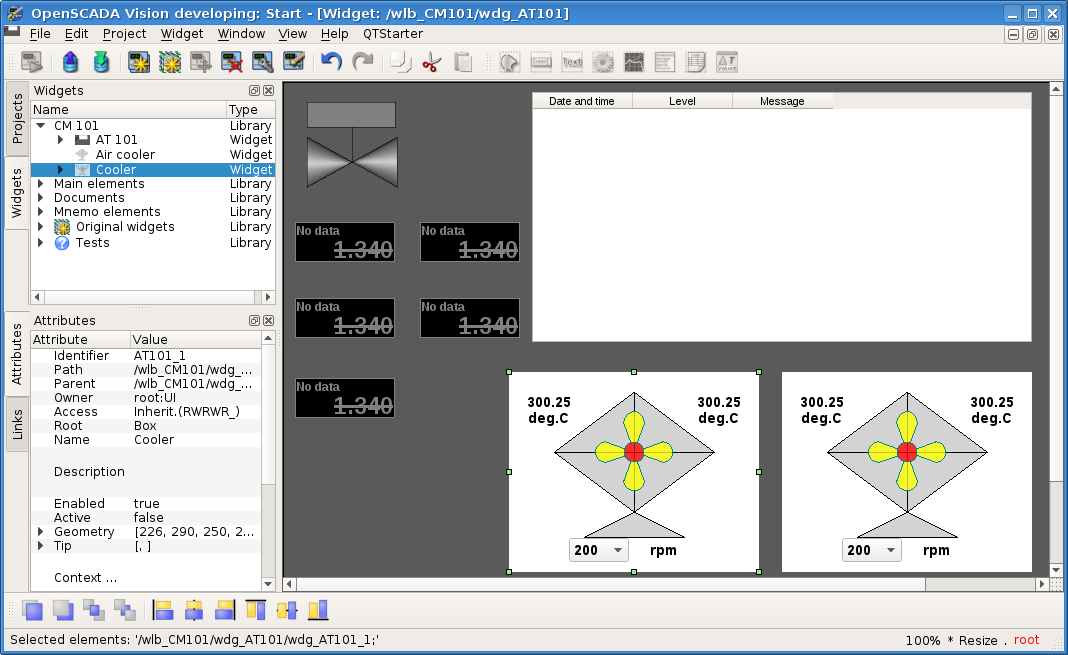 OpenSCADA Vision developing: Start - [Widget: /wlb_CM101/wdg_AT101]
File Edit Project Widget Window View Help QTStarter
Projects
Widgets
Widgets
Name Type
CM 101 Library
AT 101 Widget
Air cooler Widget
Cooler Widget
Main elements Library
Documents Library
Mnemo elements Library
Original widgets Library
Tests Library
Attributes
Links
Attributes
Attribute Value
Identifier AT101_1
Path /wlb_CM101/wdg_...
Parent /wlb_CM101/wdg_...
Owner root:UI
Access Inherit.(RWRWR_)
Root Box
Name Cooler
Description
Enabled true
Active false
Geometry [226, 290, 250, 2...
Tip [, ]
Context ...
Date and time Level Message
No data
1.340
No data
1.340
No data
1.340
No data
1.340
No data
1.340
300.25
deg.C
300.25
deg.C
200 rpm
300.25
deg.C
300.25
deg.C
200 rpm
Selected elements: '/wlb_CM101/wdg_AT101/wdg_AT101_1;'
100% * Resize . root